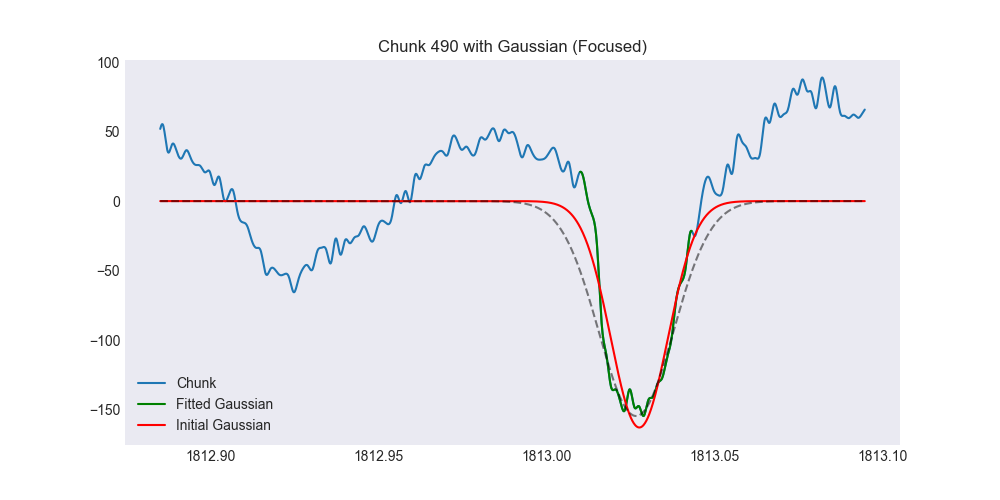 Chunk 490 with Gaussian (Focused)
100
50
0
−50
−100
−150
Chunk
Fitted Gaussian
Initial Gaussian
1812.90 1812.95 1813.00 1813.05 1813.10